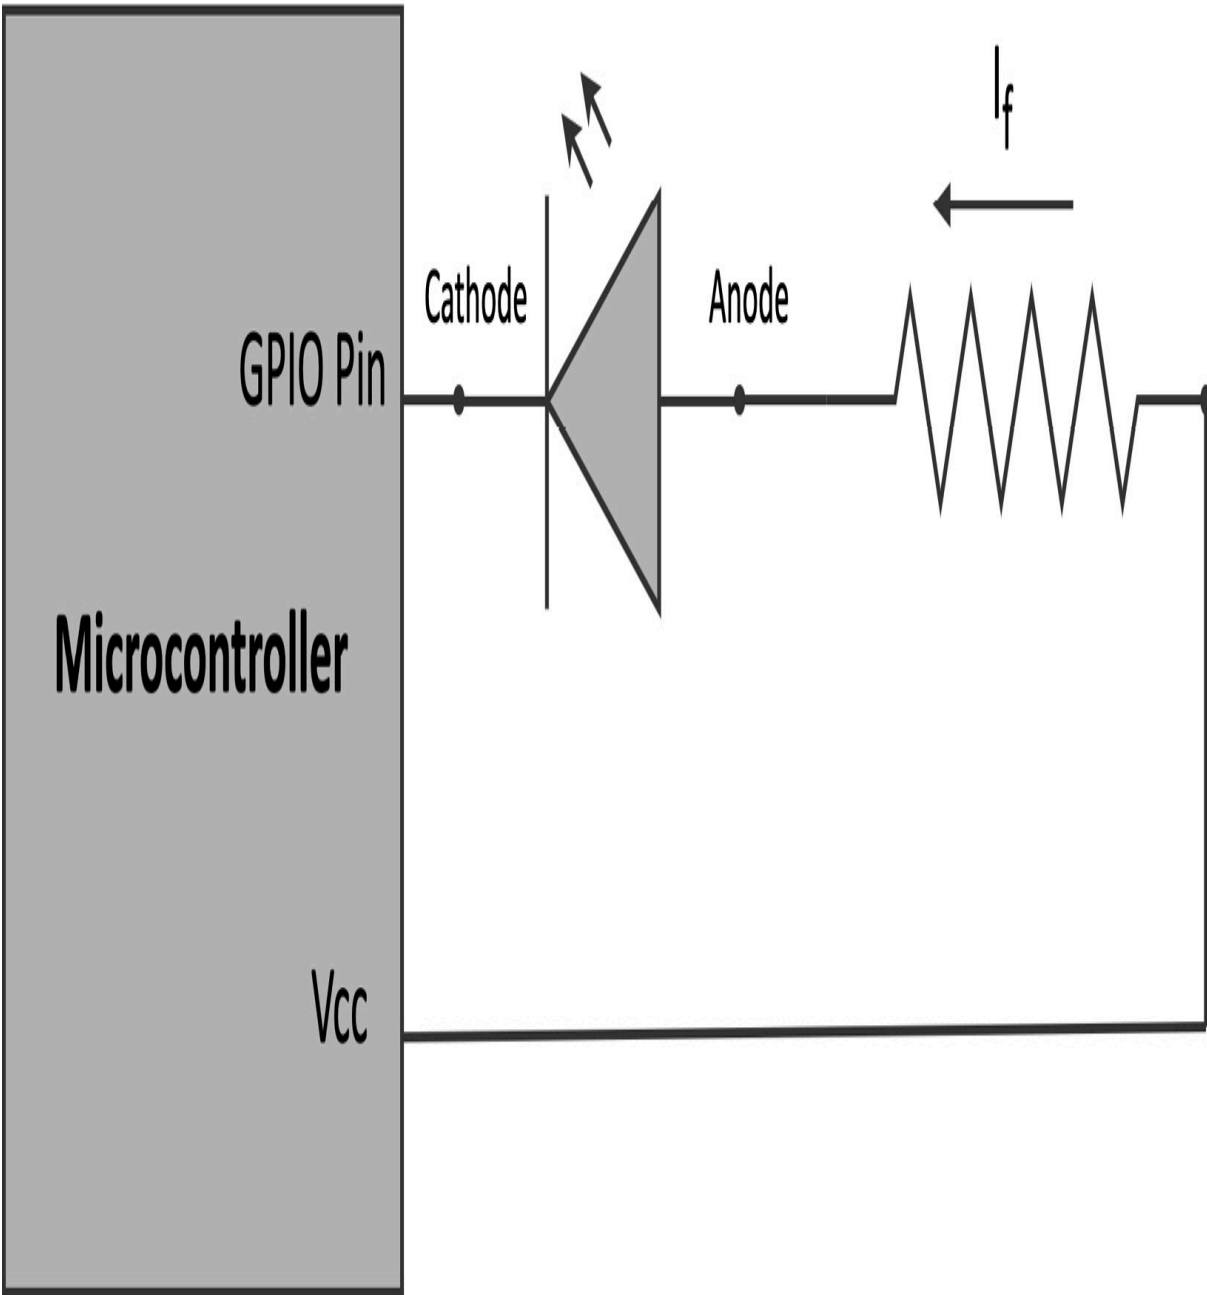 I_f
Cathode
Anode
GPIO Pin
Microcontroller
Vcc